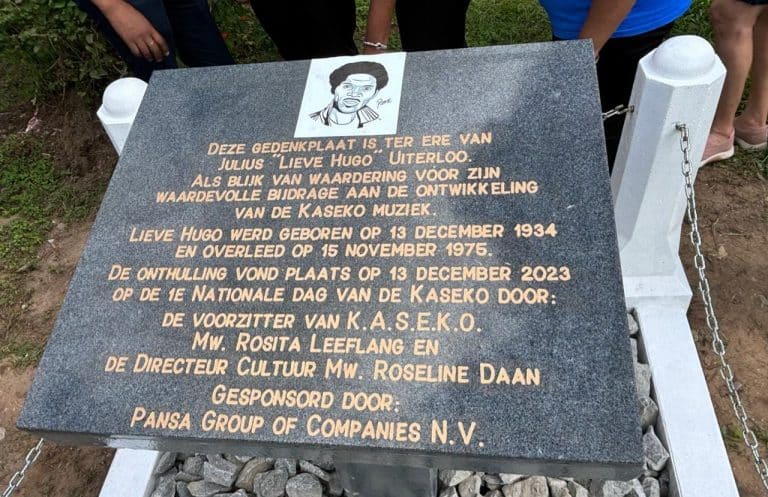 Deze gedenkplaat is ter ere van
Julius "Lieve Hugo" Uiterloo.
Als blijk van waardering voor zijn
waardevolle bijdrage aan de ontwikkeling
van de Kaseko muziek.
Lieve Hugo werd geboren op 13 december 1934
en overleed op 15 november 1975.
De onthulling vond plaats op 13 december 2023
op de 1e Nationale dag van de Kaseko door:
de voorzitter van K.A.S.E.K.O.
Mw. Rosita Leeflang en
de Directeur Cultuur Mw. Roseline Daan
Gesponsord door:
Pansa Group of Companies N.V.